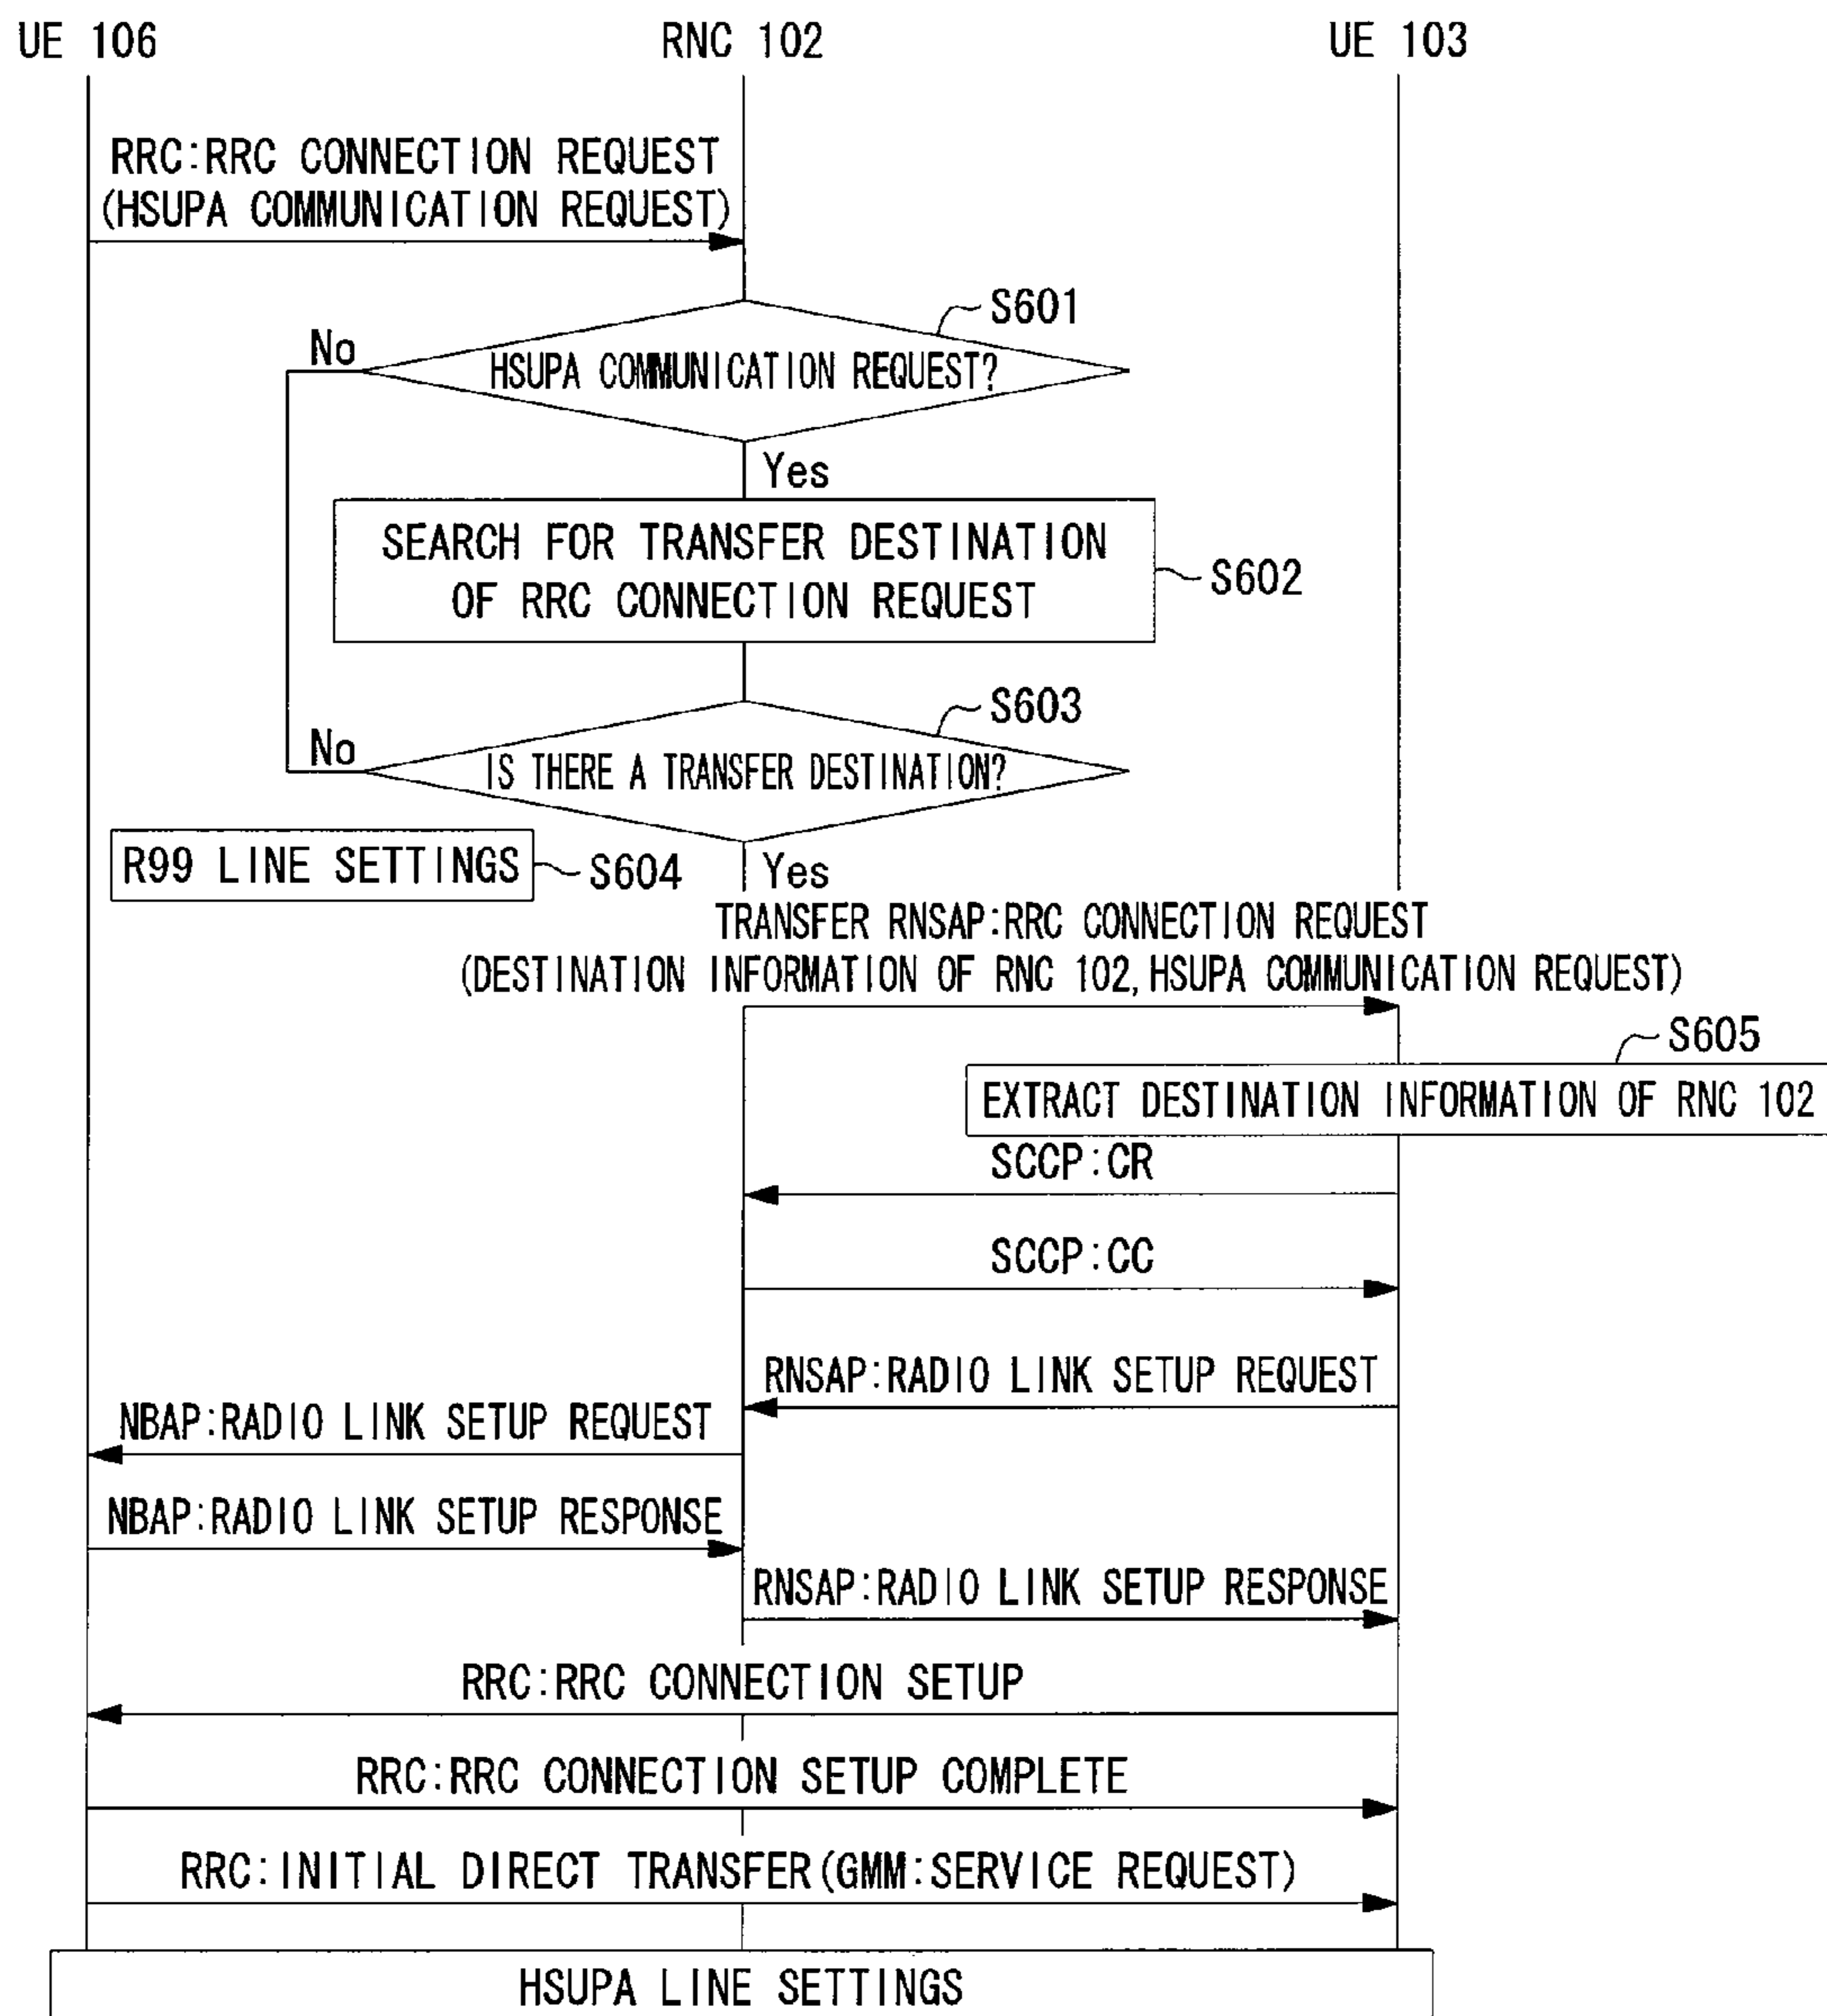 UE 106
RNC 102
UE 103
RRC:RRC CONNECTION REQUEST
(HSUPA COMMUNICATION REQUEST)
S601
No
HSUPA COMMUNICATION REQUEST?
Yes
SEARCH FOR TRANSFER DESTINATION
OF RRC CONNECTION REQUEST
S602
S603
No
IS THERE A TRANSFER DESTINATION?
R99 LINE SETTINGS
S604
Yes
TRANSFER RNSAP:RRC CONNECTION REQUEST
(DESTINATION INFORMATION OF RNC 102,HSUPA COMMUNICATION REQUEST)
S605
EXTRACT DESTINATION INFORMATION OF RNC 102
SCCP:CR
SCCP:CC
RNSAP:RADIO LINK SETUP REQUEST
NBAP:RADIO LINK SETUP REQUEST
NBAP:RADIO LINK SETUP RESPONSE
RNSAP:RADIO LINK SETUP RESPONSE
RRC:RRC CONNECTION SETUP
RRC:RRC CONNECTION SETUP COMPLETE
RRC:INITIAL DIRECT TRANSFER(GMM:SERVICE REQUEST)
HSUPA LINE SETTINGS